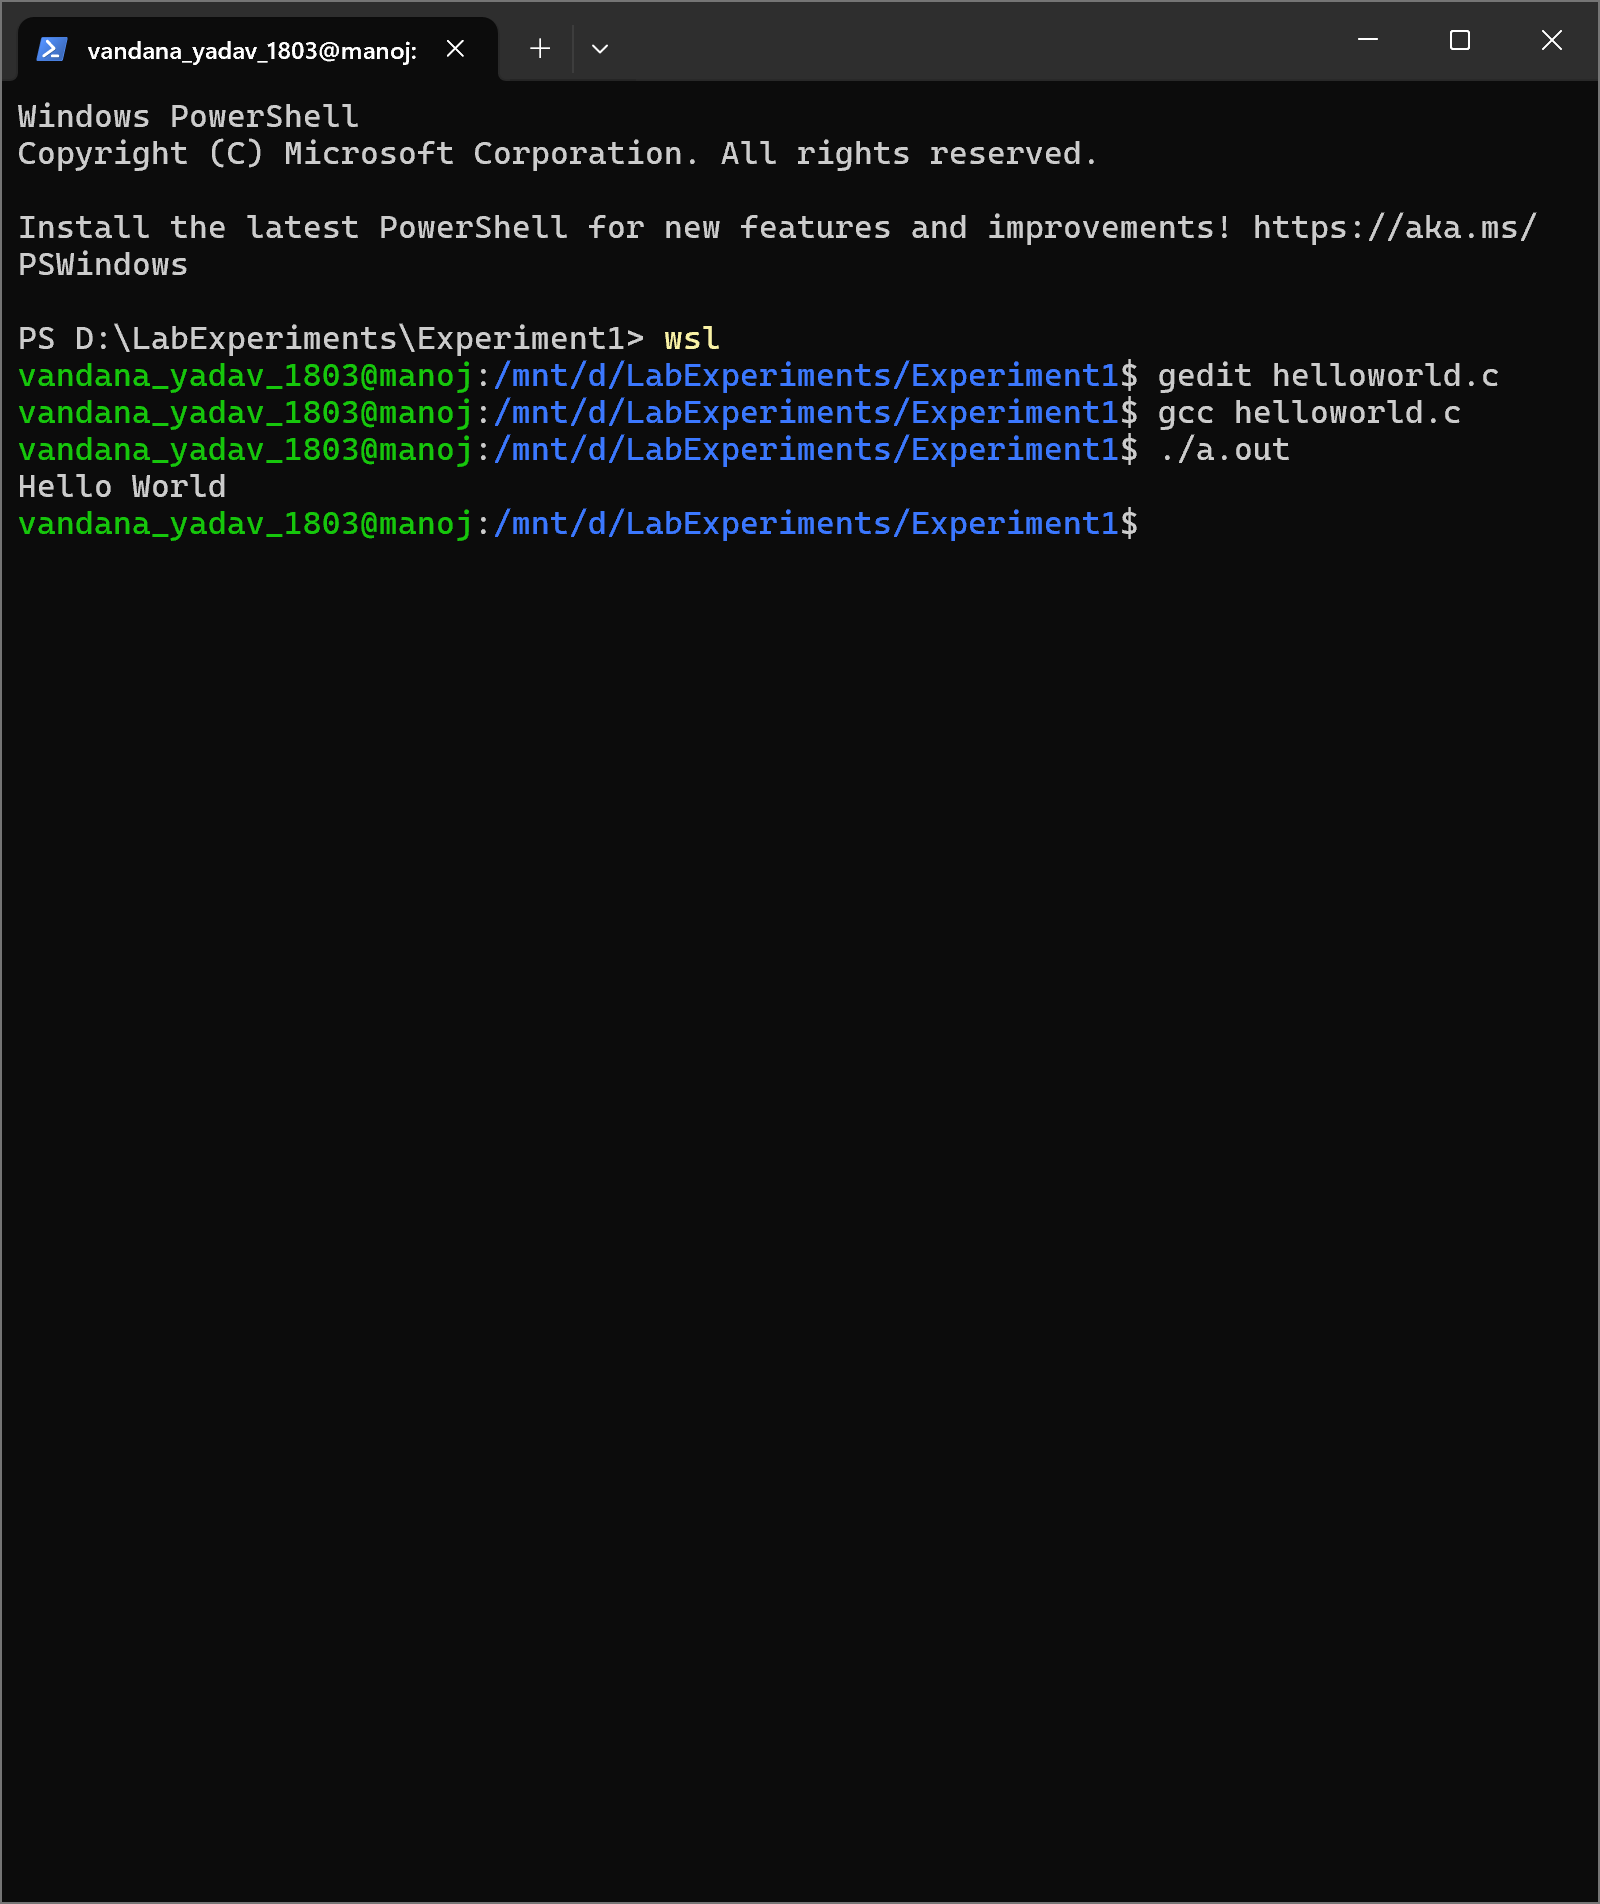 vandana_yadav_1803@manoj:
Windows PowerShell
Copyright (C) Microsoft Corporation. All rights reserved.
Install the latest PowerShell for new features and improvements! https://aka.ms/
PSWindows
PS D:\LabExperiments\Experiment1> wsl
vandana_yadav_1803@manoj:/mnt/d/LabExperiments/Experiment1$ gedit helloworld.c
vandana_yadav_1803@manoj:/mnt/d/LabExperiments/Experiment1$ gcc helloworld.c
vandana_yadav_1803@manoj:/mnt/d/LabExperiments/Experiment1$ ./a.out
Hello World
vandana_yadav_1803@manoj:/mnt/d/LabExperiments/Experiment1$